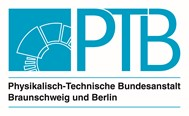 PTB
Physikalisch-Technische Bundesanstalt
Braunschweig und Berlin